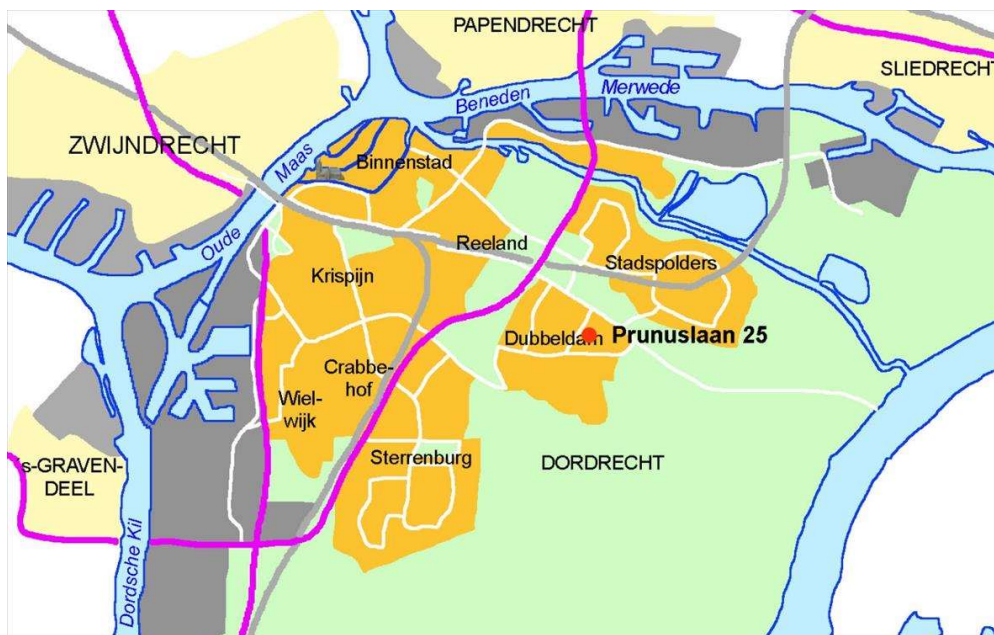 PAPENDRECHT
SLIEDRECHT
Beneden
Merwede
ZWIJNDRECHT
Maas
Binnenstad
Oude
Reeland
Stadspolders
Krispijn
Dubbeldam
Prunuslaan 25
Crabbe-
hof
Wiel-
wijk
Sterrenburg
DORDRECHT
's-GRAVEN-
DEEL
Dordsche Kil